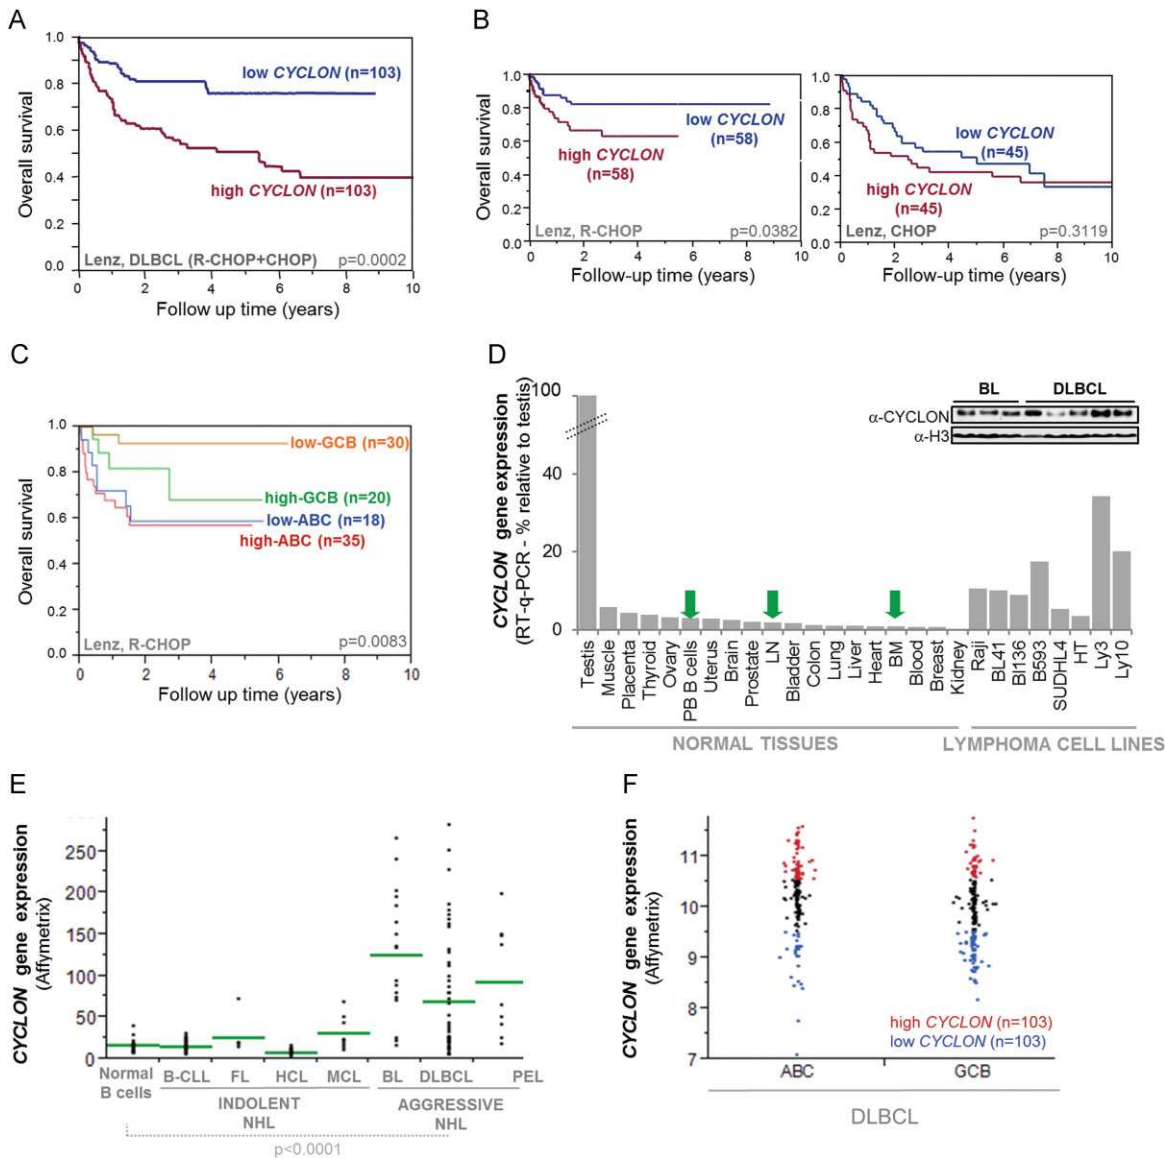 A
Overall survival
1.0
0.8
0.6
0.4
0.2
0.0
low CYCLON (n=103)
high CYCLON (n=103)
Lenz, DLBCL (R-CHOP+CHOP)
p=0.0002
0 2 4 6 8 10
Follow up time (years)
B
Overall survival
1.0
0.8
0.6
0.4
0.2
0.0
low CYCLON
(n=58)
high CYCLON
(n=58)
Lenz, R-CHOP
p=0.0382
0 2 4 6 8 10
Follow-up time (years)
1.0
0.8
0.6
0.4
0.2
0.0
low CYCLON
(n=45)
high CYCLON
(n=45)
Lenz, CHOP
p=0.3119
0 2 4 6 8 10
Follow-up time (years)
C
Overall survival
1.0
0.8
0.6
0.4
0.2
0.0
low-GCB (n=30)
high-GCB (n=20)
low-ABC (n=18)
high-ABC (n=35)
Lenz, R-CHOP
p=0.0083
0 2 4 6 8 10
Follow up time (years)
D
CYCLON gene expression
(RT-q-PCR - % relative to testis)
100
40
20
0
BL DLBCL
α-CYCLON
α-H3
Testis
Muscle
Placenta
Thyroid
Ovary
PB B cells
Uterus
Brain
Prostate
LN
Bladder
Colon
Lung
Liver
Heart
BM
Blood
Breast
Kidney
Raji
BL41
BI136
B593
SUDHL4
HT
Ly3
Ly10
NORMAL TISSUES
LYMPHOMA CELL LINES
E
CYCLON gene expression
(Affymetrix)
250
200
150
100
50
0
Normal
B cells
B-CLL FL HCL MCL BL DLBCL PEL
INDOLENT
NHL
AGGRESSIVE
NHL
p<0.0001
F
CYCLON gene expression
(Affymetrix)
11
10
9
8
7
high CYCLON (n=103)
low CYCLON (n=103)
ABC GCB
DLBCL